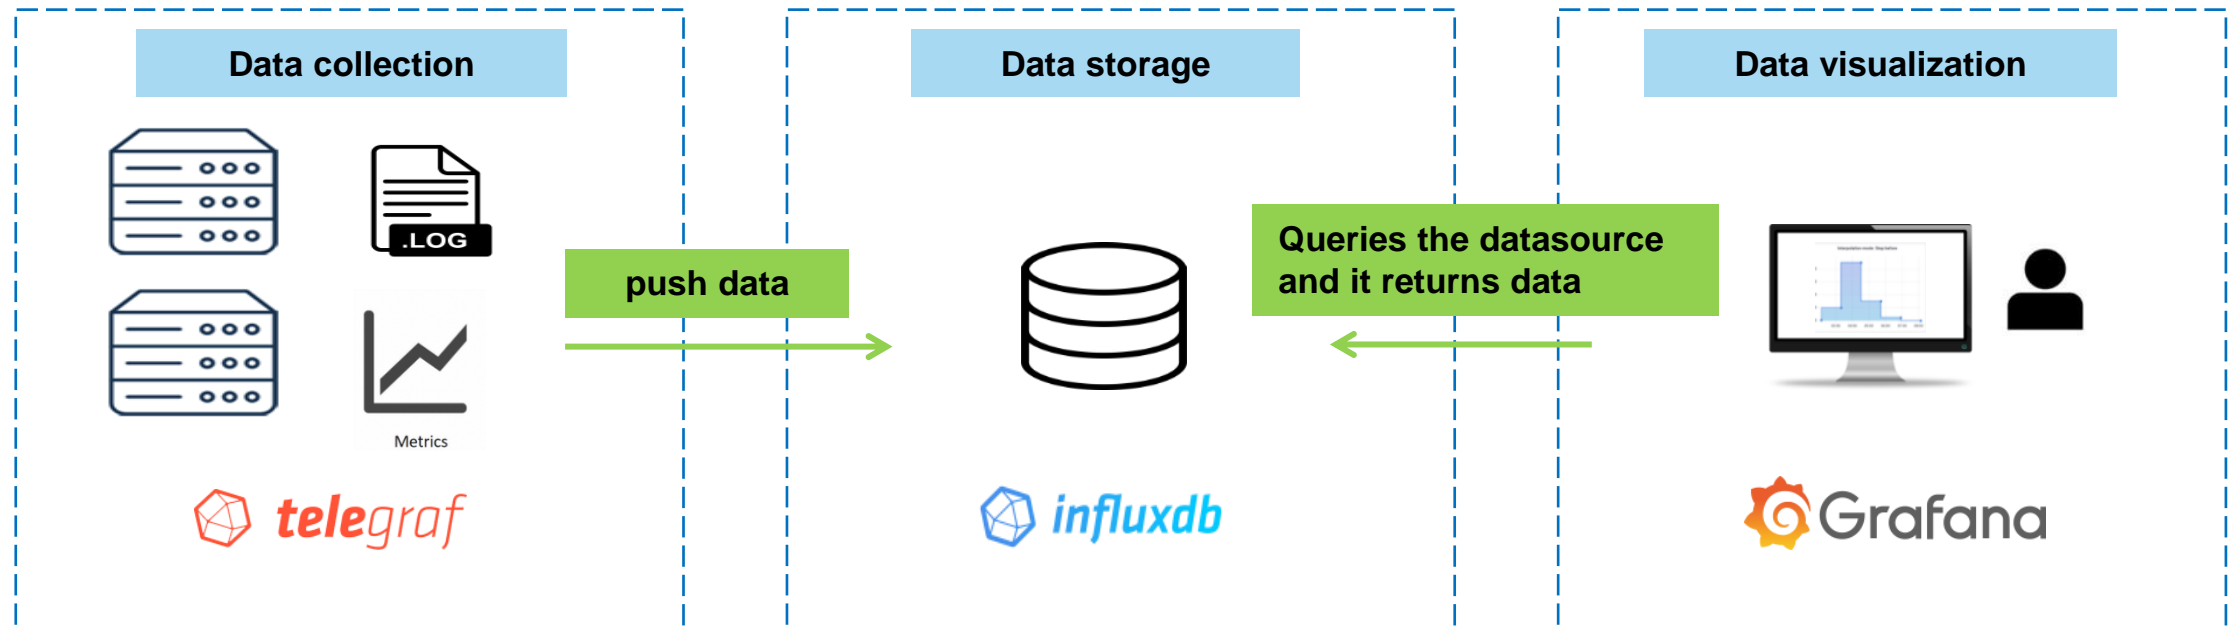 Data collection
Data storage
Data visualization
.LOG
push data
Queries the datasource
and it returns data
Metrics
telegraf
influxdb
Grafana